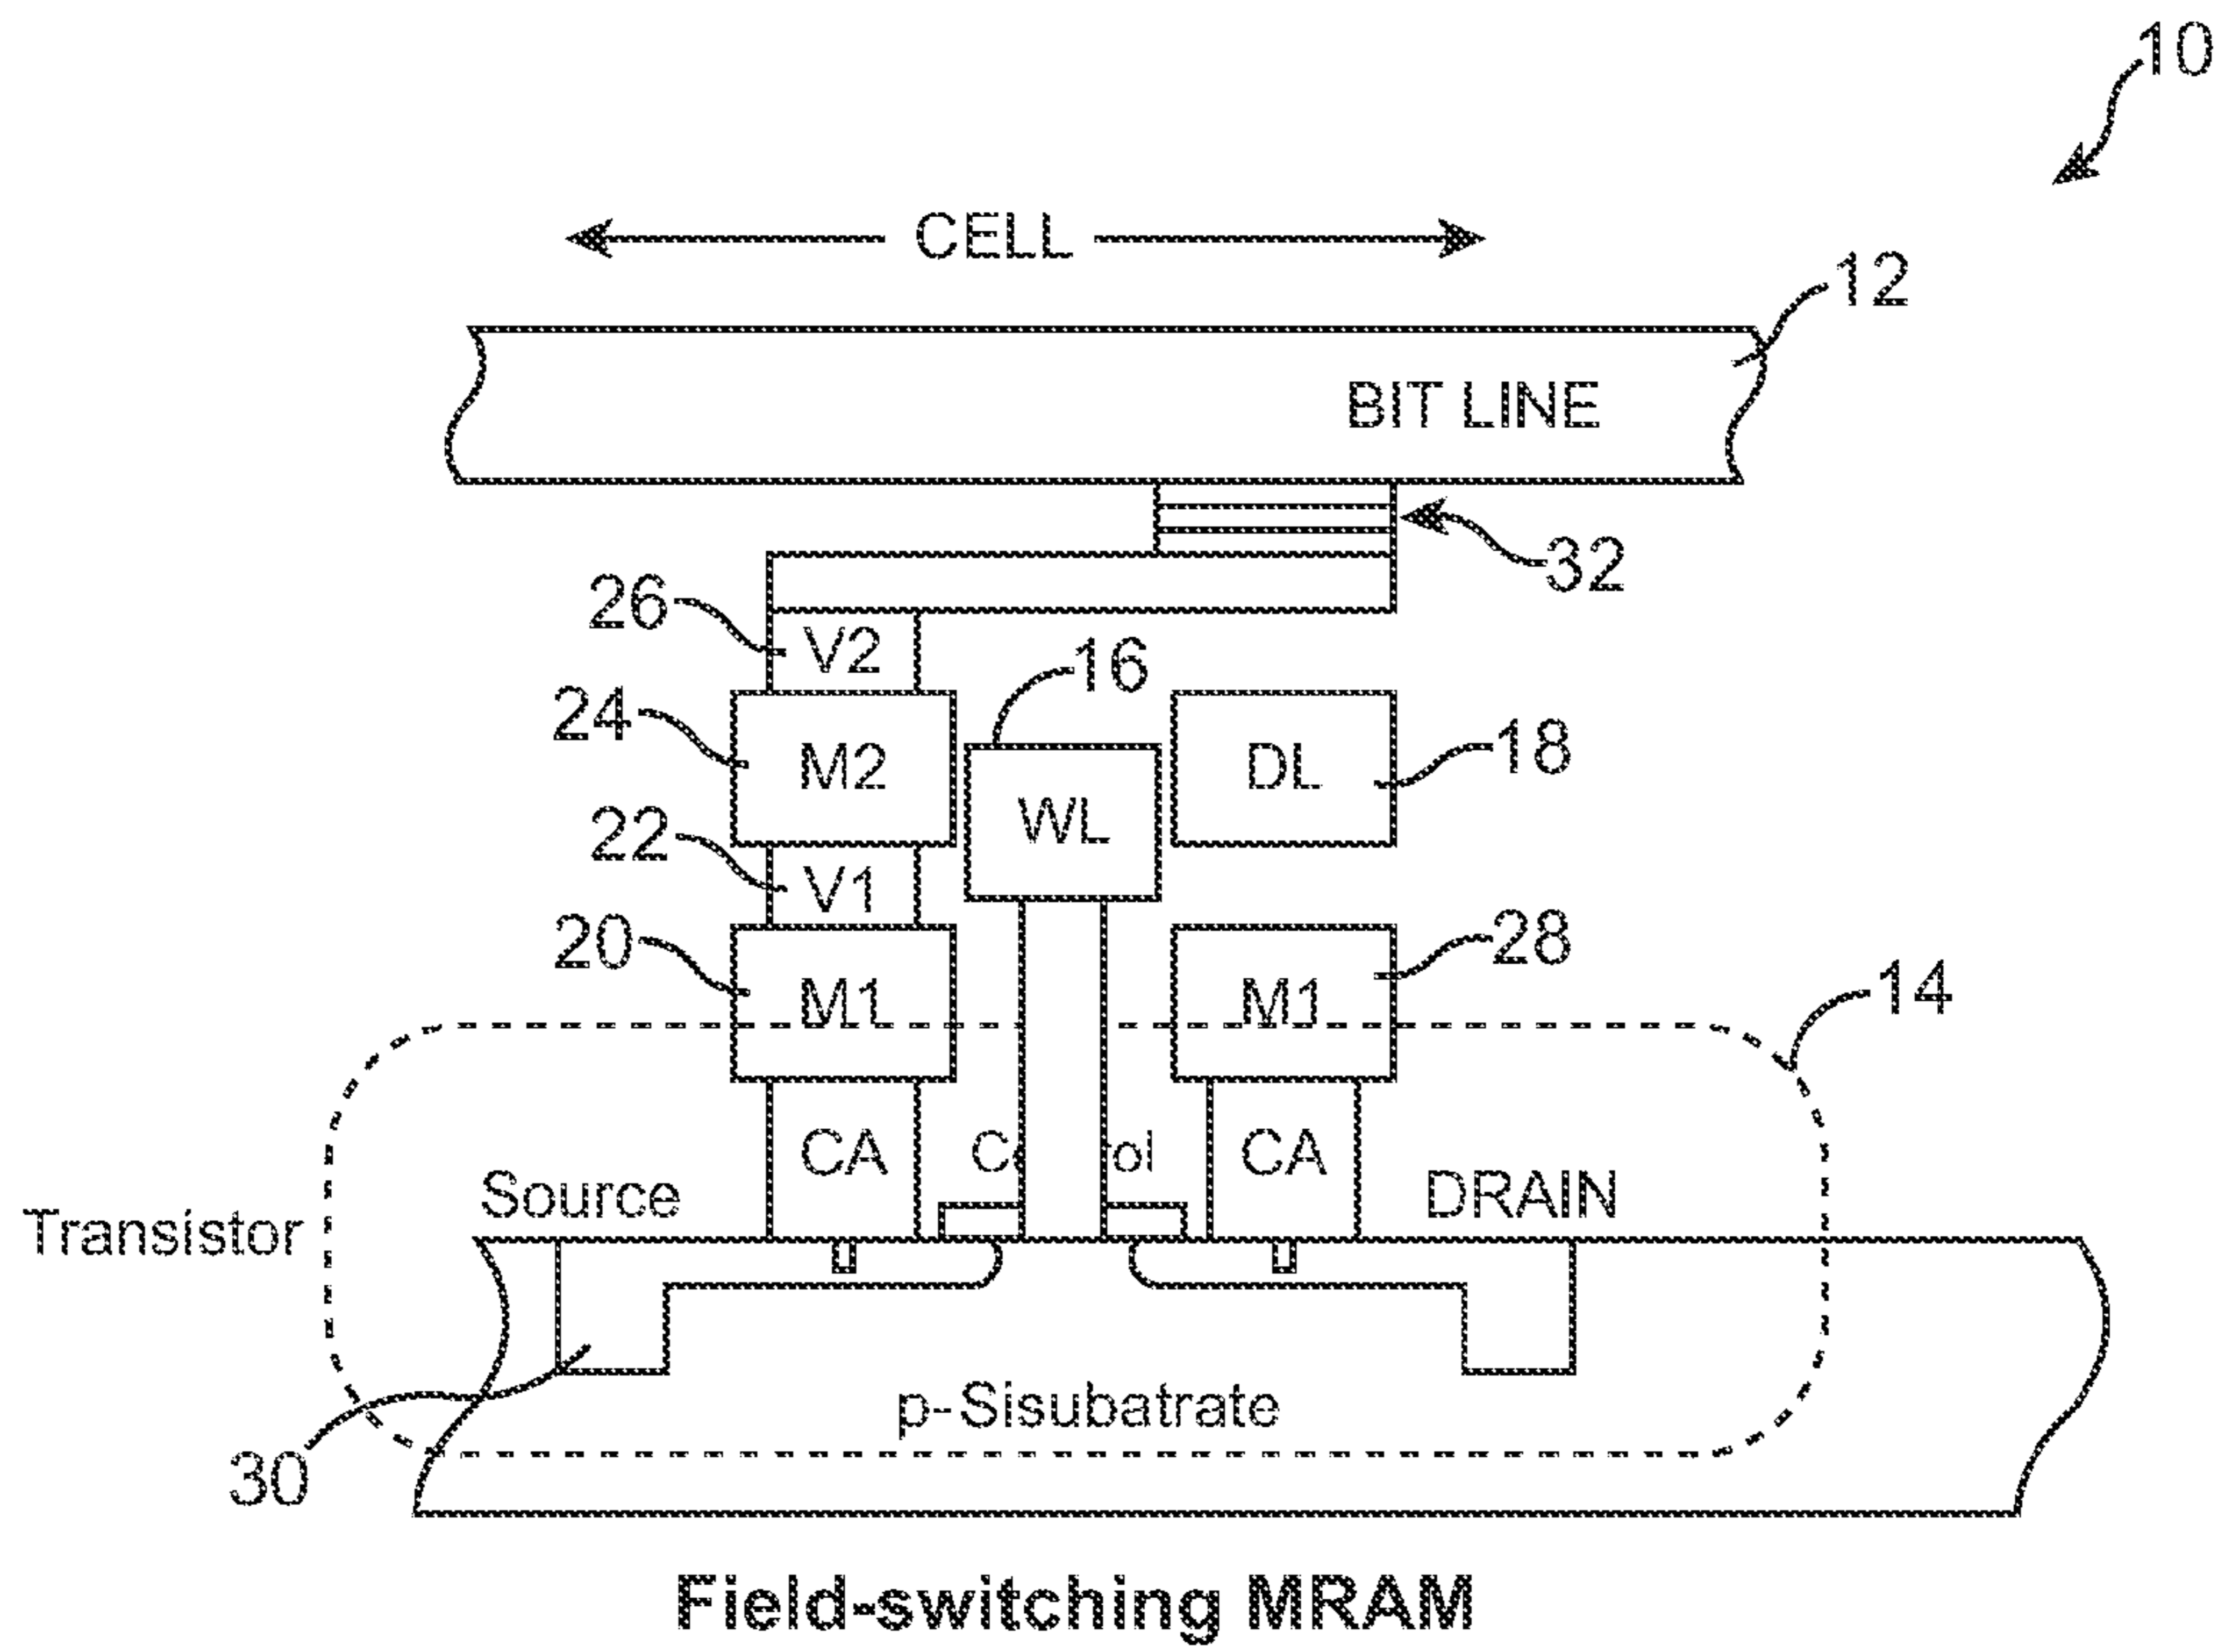 10
CELL
12
BIT LINE
32
26
V2
16
24
M2
DL
18
WL
22
V1
20
M1
M1
28
14
CA
CA
Source
DRAIN
Transistor
p-Sisubatrate
30
Field-switching MRAM